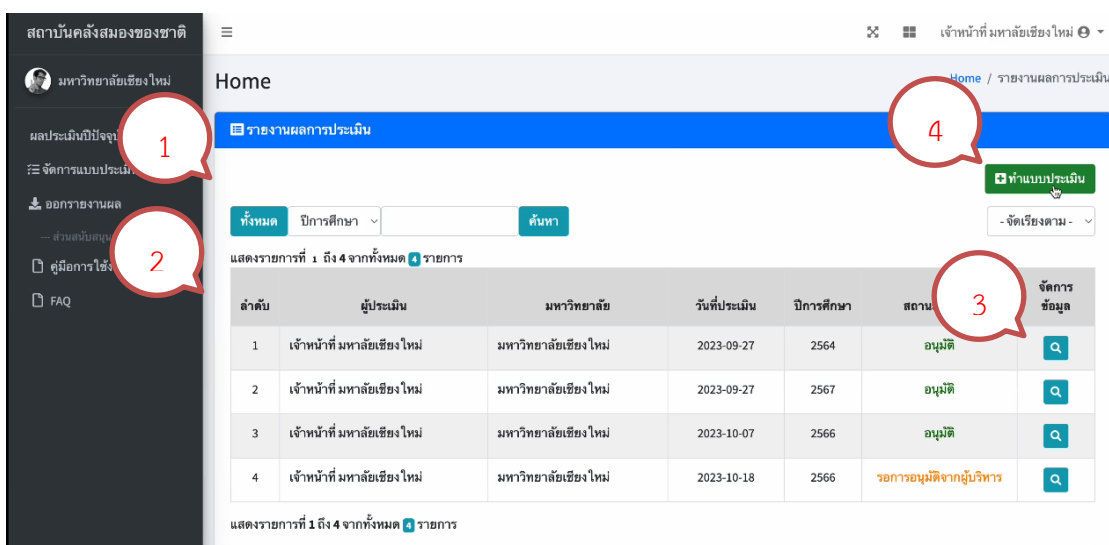 สถาบันคลังสมองของชาติ
เจ้าหน้าที่ มหาลัยเชียงใหม่
มหาวิทยาลัยเชียงใหม่
Home
Home / รายงานผลการประเมิน
ผลประเมินปีปัจจุบัน
1
รายงานผลการประเมิน
4
จัดการแบบประเมิน
ทำแบบประเมิน
ออกรายงานผล
ทั้งหมด ปีการศึกษา ค้นหา - จัดเรียงตาม -
--- ส่วนสนับสนุน
2
คู่มือการใช้ง
FAQ
แสดงรายการที่ 1 ถึง 4 จากทั้งหมด 4 รายการ
ลำดับ ผู้ประเมิน มหาวิทยาลัย วันที่ประเมิน ปีการศึกษา สถานะ จัดการ
ข้อมูล
3
1 เจ้าหน้าที่ มหาลัยเชียงใหม่ มหาวิทยาลัยเชียงใหม่ 2023-09-27 2564 อนุมัติ
2 เจ้าหน้าที่ มหาลัยเชียงใหม่ มหาวิทยาลัยเชียงใหม่ 2023-09-27 2567 อนุมัติ
3 เจ้าหน้าที่ มหาลัยเชียงใหม่ มหาวิทยาลัยเชียงใหม่ 2023-10-07 2566 อนุมัติ
4 เจ้าหน้าที่ มหาลัยเชียงใหม่ มหาวิทยาลัยเชียงใหม่ 2023-10-18 2566 รอการอนุมัติจากผู้บริหาร
แสดงรายการที่ 1 ถึง 4 จากทั้งหมด 4 รายการ